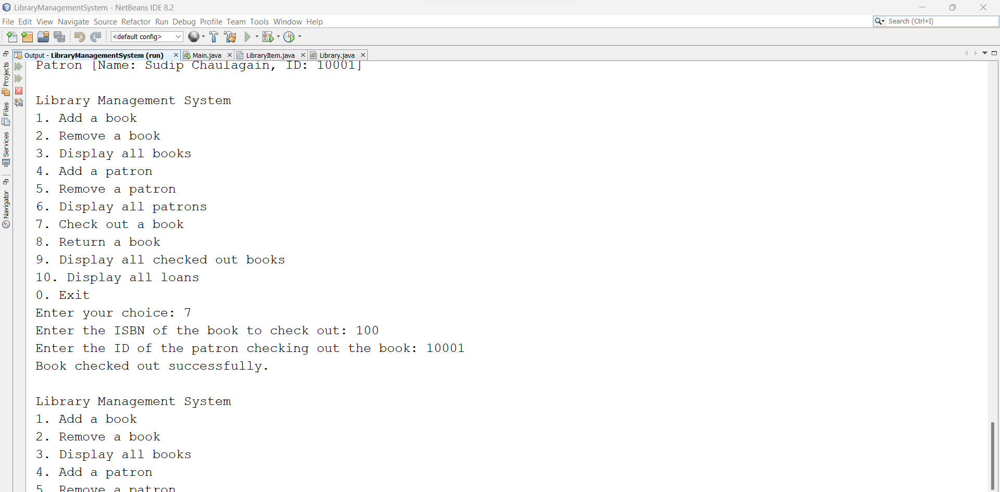 LibraryManagementSystem - NetBeans IDE 8.2
File Edit View Navigate Source Refactor Run Debug Profile Team Tools Window Help
Search (Ctrl+I)
<default config>
Output - LibraryManagementSystem (run)
Main.java
LibraryItem.java
Library.java
Projects
Files
Services
Navigator
Patron [Name: Sudip Chaulagain, ID: 10001]
Library Management System
1. Add a book
2. Remove a book
3. Display all books
4. Add a patron
5. Remove a patron
6. Display all patrons
7. Check out a book
8. Return a book
9. Display all checked out books
10. Display all loans
0. Exit
Enter your choice: 7
Enter the ISBN of the book to check out: 100
Enter the ID of the patron checking out the book: 10001
Book checked out successfully.
Library Management System
1. Add a book
2. Remove a book
3. Display all books
4. Add a patron
5. Remove a patron